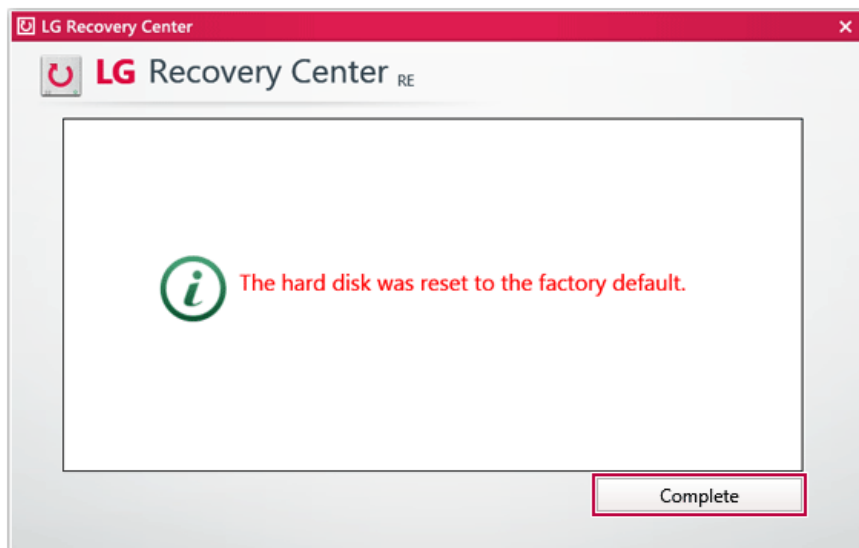 LG Recovery Center
LG Recovery Center RE
The hard disk was reset to the factory default.
Complete